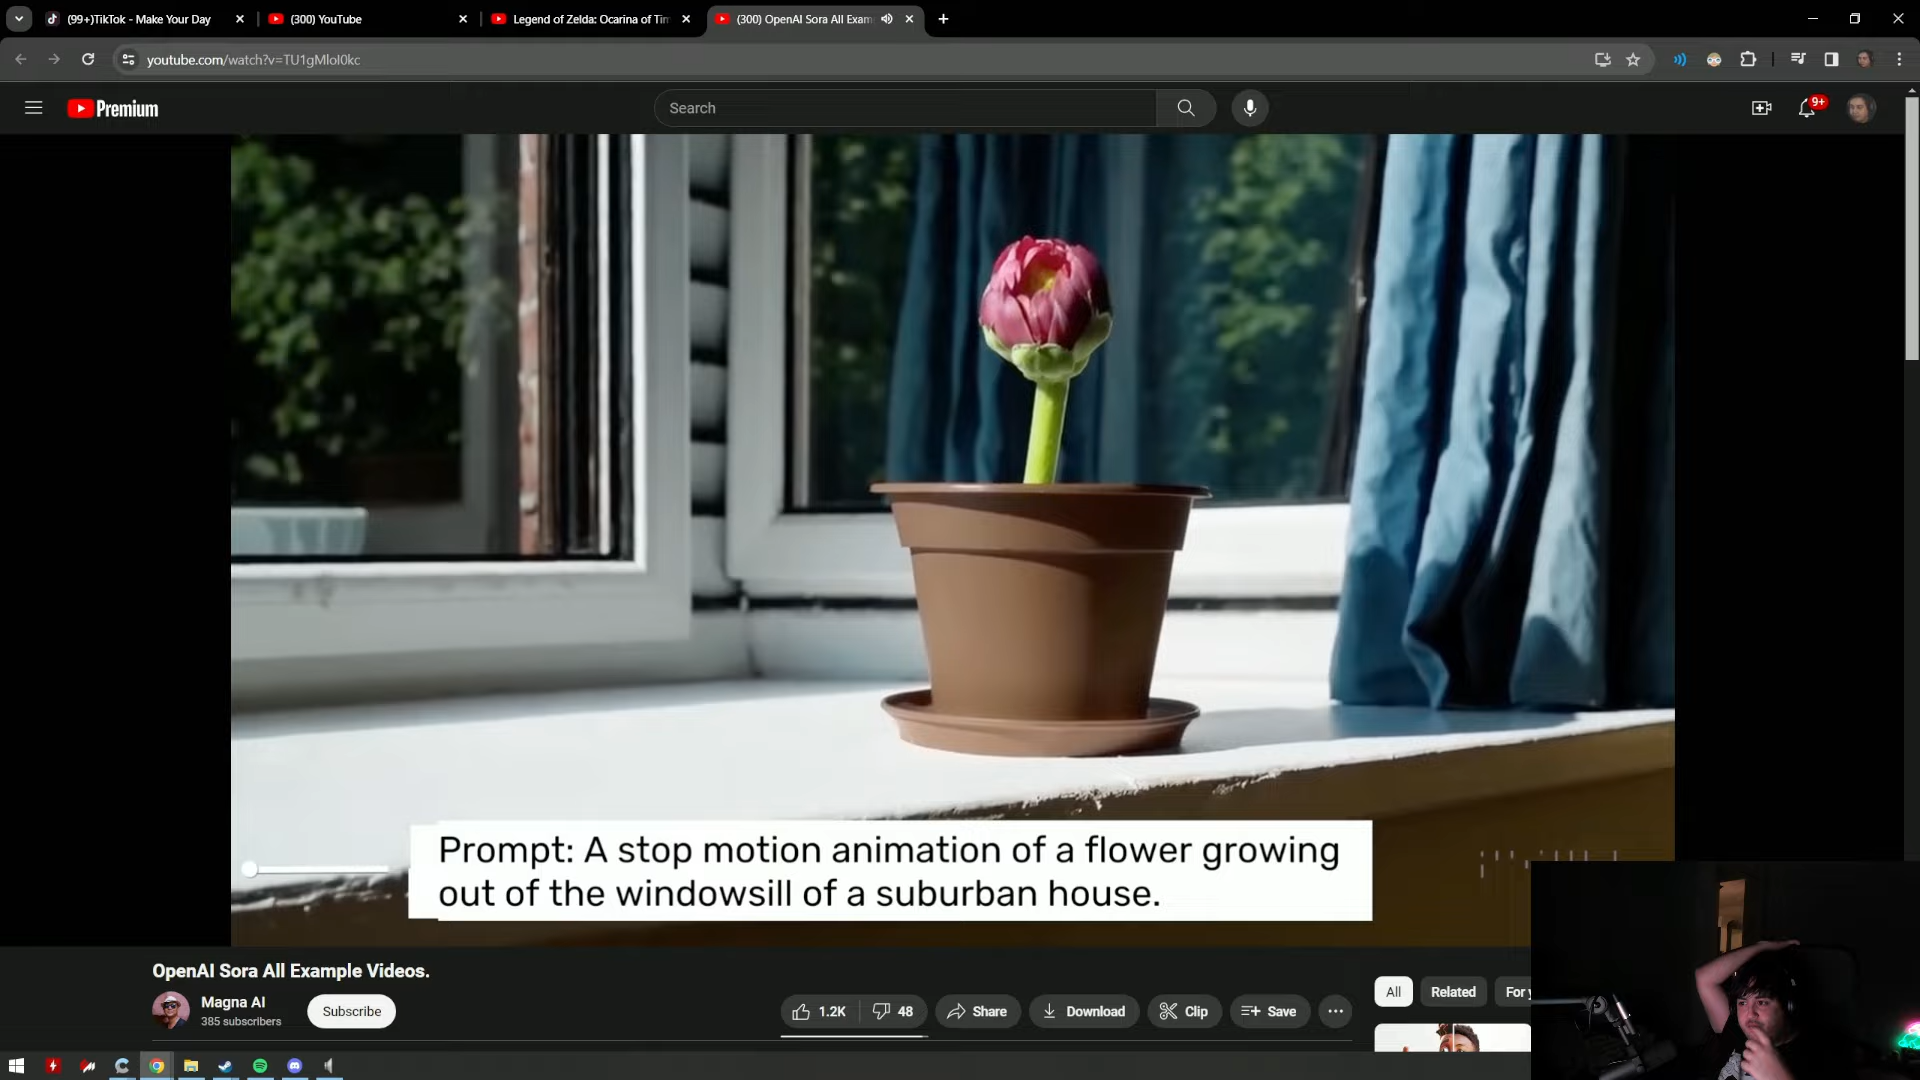 (99+)TikTok - Make Your Day
(300) YouTube
Legend of Zelda: Ocarina of Tim
(300) OpenAI Sora All Exam
youtube.com/watch?v=TU1gMloI0kc
Premium
Search
9+
Prompt: A stop motion animation of a flower growing
out of the windowsill of a suburban house.
OpenAI Sora All Example Videos.
Magna AI
385 subscribers
Subscribe
1.2K
48
Share
Download
Clip
Save
All
Related
For